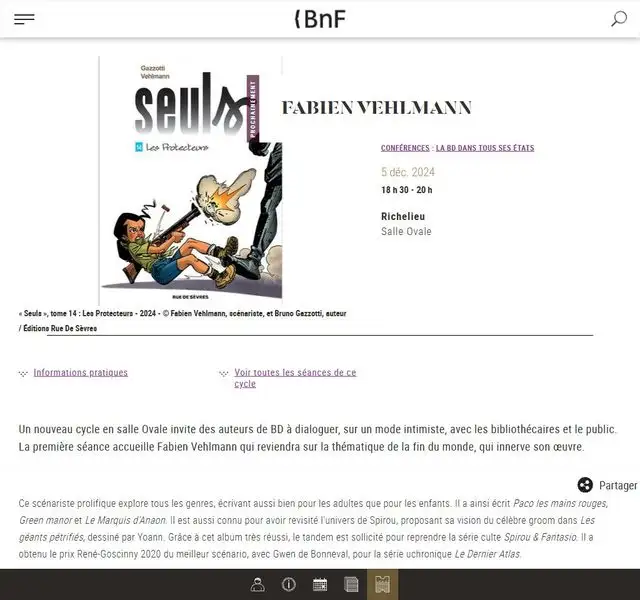 {BnF
Gazzotti
Vehlmann
seuls
PROCHAINEMENT
14 Les Protecteurs
RUE DE SÈVRES
FABIEN VEHLMANN
CONFÉRENCES : LA BD DANS TOUS SES ÉTATS
5 déc. 2024
18 h 30 - 20 h
Richelieu
Salle Ovale
« Seuls », tome 14 : Les Protecteurs - 2024 - © Fabien Vehlmann, scénariste, et Bruno Gazzotti, auteur
/ Éditions Rue De Sèvres
Informations pratiques
Voir toutes les séances de ce
cycle
Un nouveau cycle en salle Ovale invite des auteurs de BD à dialoguer, sur un mode intimiste, avec les bibliothécaires et le public.
La première séance accueille Fabien Vehlmann qui reviendra sur la thématique de la fin du monde, qui innerve son œuvre.
Partager
Ce scénariste prolifique explore tous les genres, écrivant aussi bien pour les adultes que pour les enfants. Il a ainsi écrit Paco les mains rouges,
Green manor et Le Marquis d'Anaon. Il est aussi connu pour avoir revisité l'univers de Spirou, proposant sa vision du célèbre groom dans Les
géants pétrifiés, dessiné par Yoann. Grâce à cet album très réussi, le tandem est sollicité pour reprendre la série culte Spirou & Fantasio. Il a
obtenu le prix René-Goscinny 2020 du meilleur scénario, avec Gwen de Bonneval, pour la série uchronique Le Dernier Atlas.